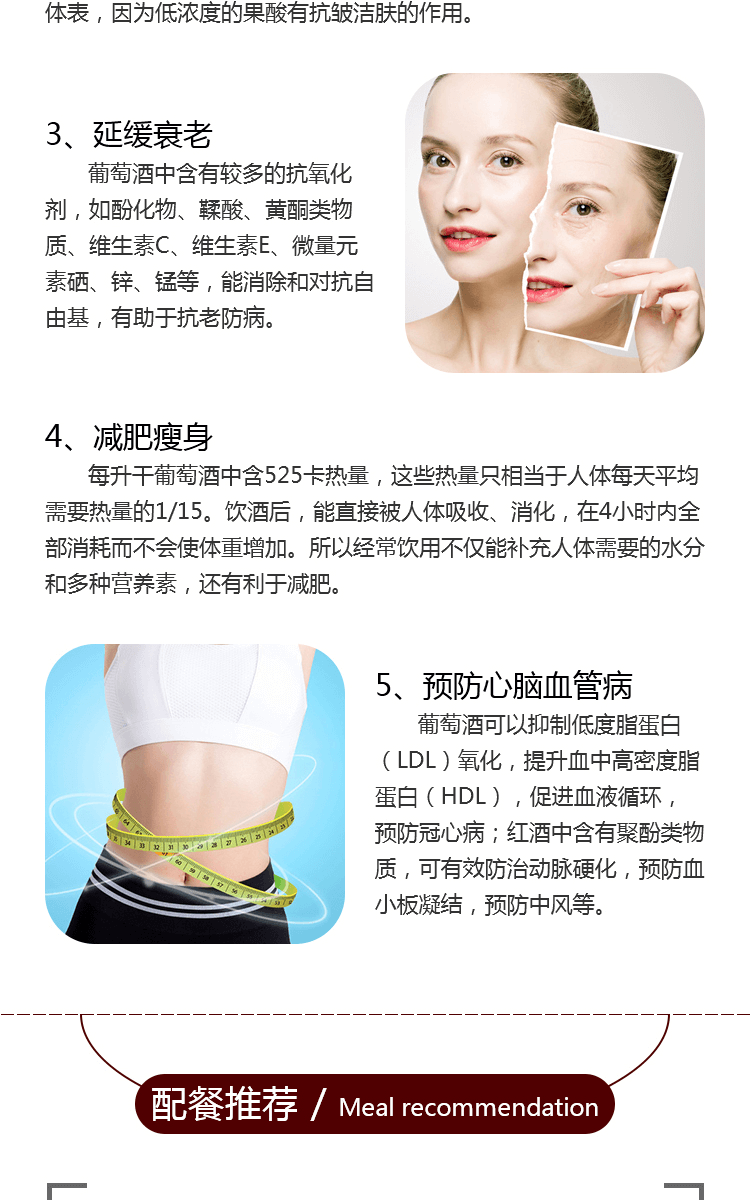 体表，因为低浓度的果酸有抗皱洁肤的作用。
3、延缓衰老
葡萄酒中含有较多的抗氧化
剂，如酚化物、鞣酸、黄酮类物
质、维生素C、维生素E、微量元
素硒、锌、锰等，能消除和对抗自
由基，有助于抗老防病。
4、减肥瘦身
每升干葡萄酒中含525卡热量，这些热量只相当于人体每天平均
需要热量的1/15。饮酒后，能直接被人体吸收、消化，在4小时内全
部消耗而不会使体重增加。所以经常饮用不仅能补充人体需要的水分
和多种营养素，还有利于减肥。
5、预防心脑血管病
葡萄酒可以抑制低度脂蛋白
（LDL）氧化，提升血中高密度脂
蛋白（HDL），促进血液循环，
预防冠心病；红酒中含有聚酚类物
质，可有效防治动脉硬化，预防血
小板凝结，预防中风等。
配餐推荐 / Meal recommendation